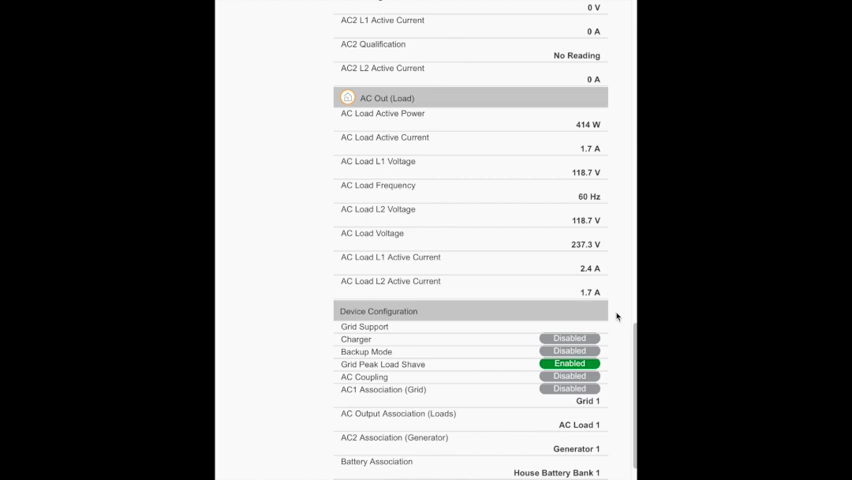 0 V
AC2 L1 Active Current
0 A
AC2 Qualification
No Reading
AC2 L2 Active Current
0 A
AC Out (Load)
AC Load Active Power
414 W
AC Load Active Current
1.7 A
AC Load L1 Voltage
118.7 V
AC Load Frequency
60 Hz
AC Load L2 Voltage
118.7 V
AC Load Voltage
237.3 V
AC Load L1 Active Current
2.4 A
AC Load L2 Active Current
1.7 A
Device Configuration
Grid Support
Charger Disabled
Backup Mode Disabled
Grid Peak Load Shave Enabled
AC Coupling Disabled
AC1 Association (Grid) Disabled
Grid 1
AC Output Association (Loads)
AC Load 1
AC2 Association (Generator)
Generator 1
Battery Association
House Battery Bank 1